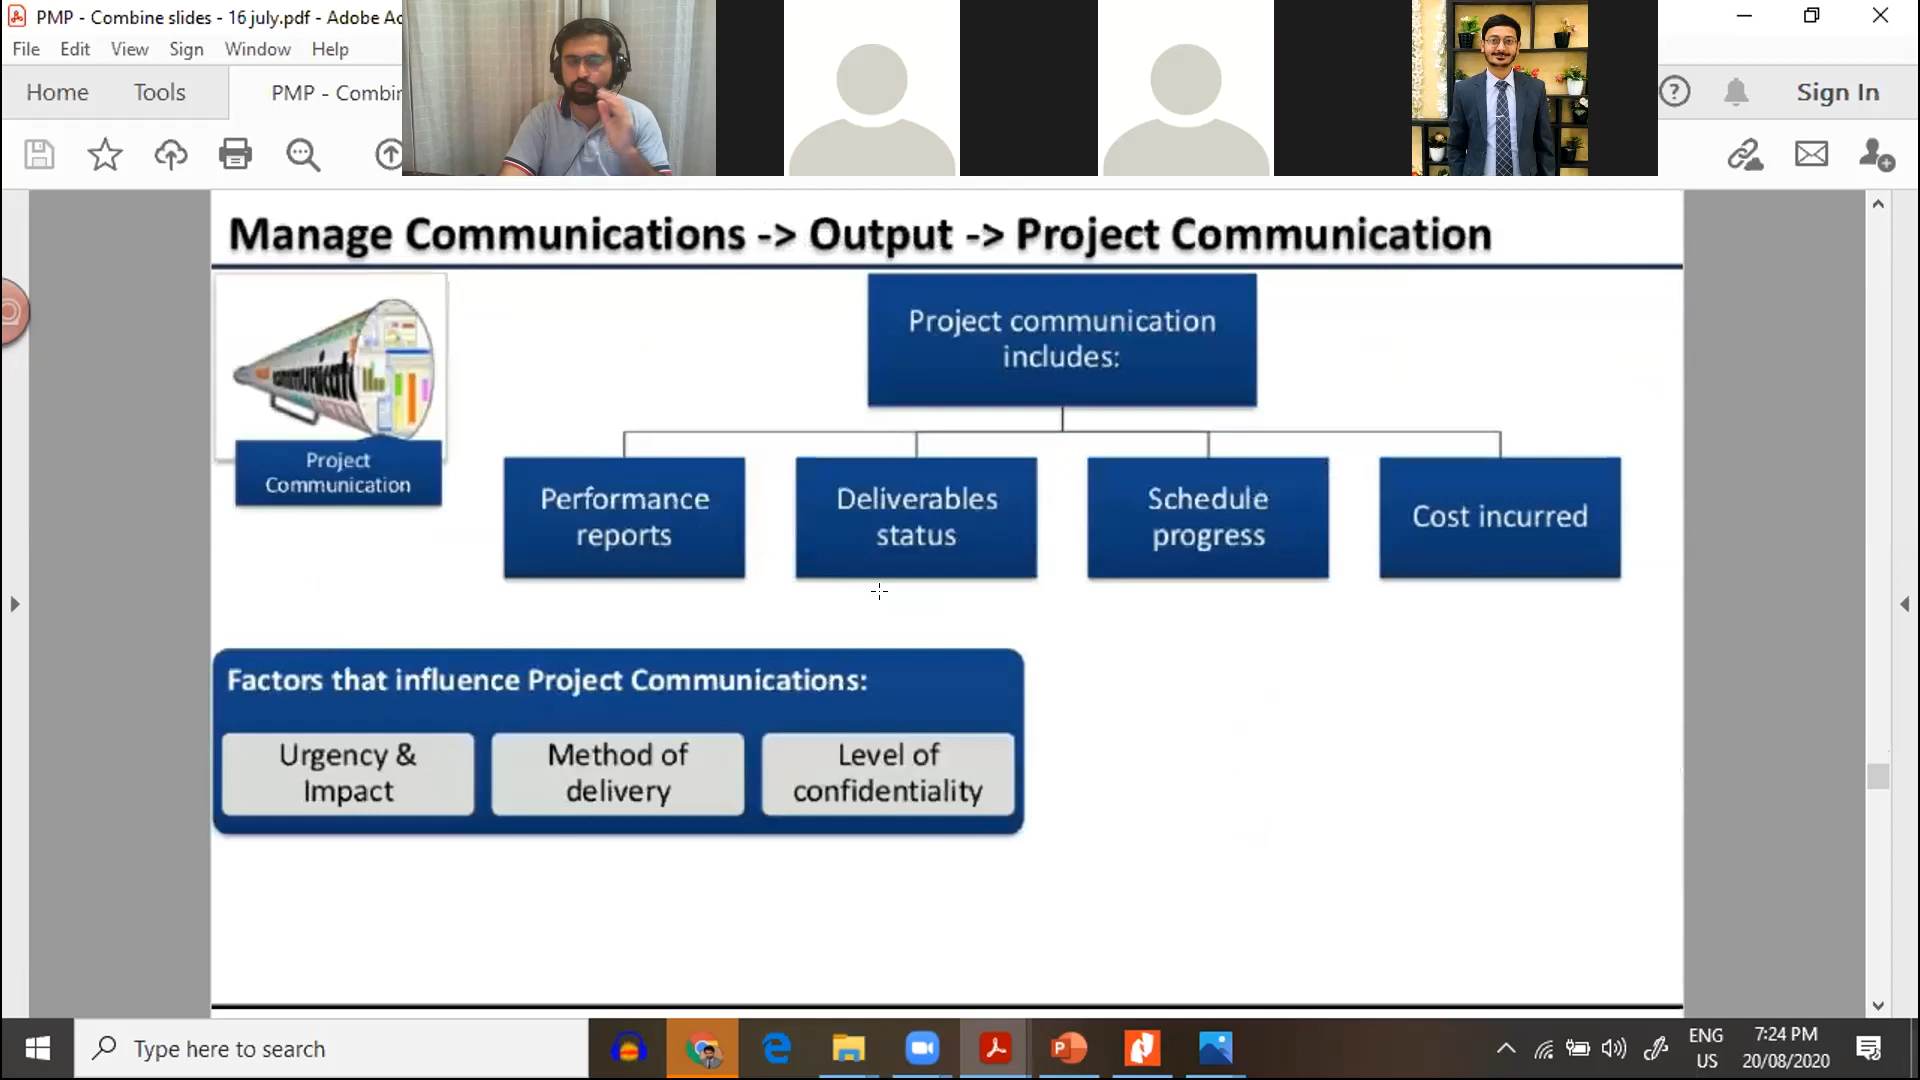 PMP - Combine slides - 16 july.pdf - Adobe Ac
File Edit View Sign Window Help
Home Tools PMP - Combin
Sign In
Manage Communications -> Output -> Project Communication
Project communication
includes:
Project
Communication
Performance
reports
Deliverables
status
Schedule
progress
Cost incurred
Factors that influence Project Communications:
Urgency &
Impact
Method of
delivery
Level of
confidentiality
Type here to search
ENG
US
7:24 PM
20/08/2020